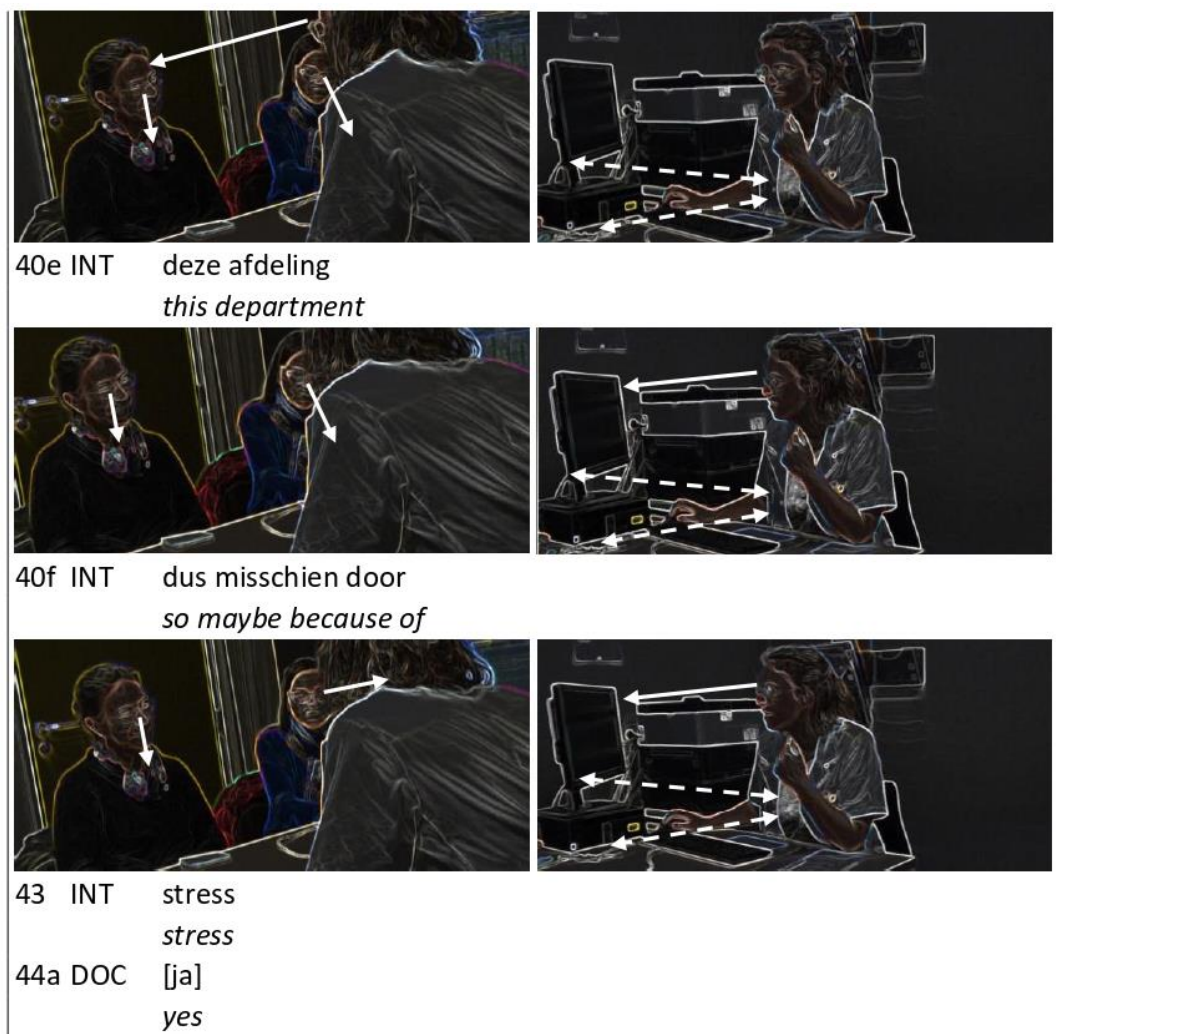 40e INT deze afdeling
this department
40f INT dus misschien door
so maybe because of
43 INT stress
stress
44a DOC [ja]
yes